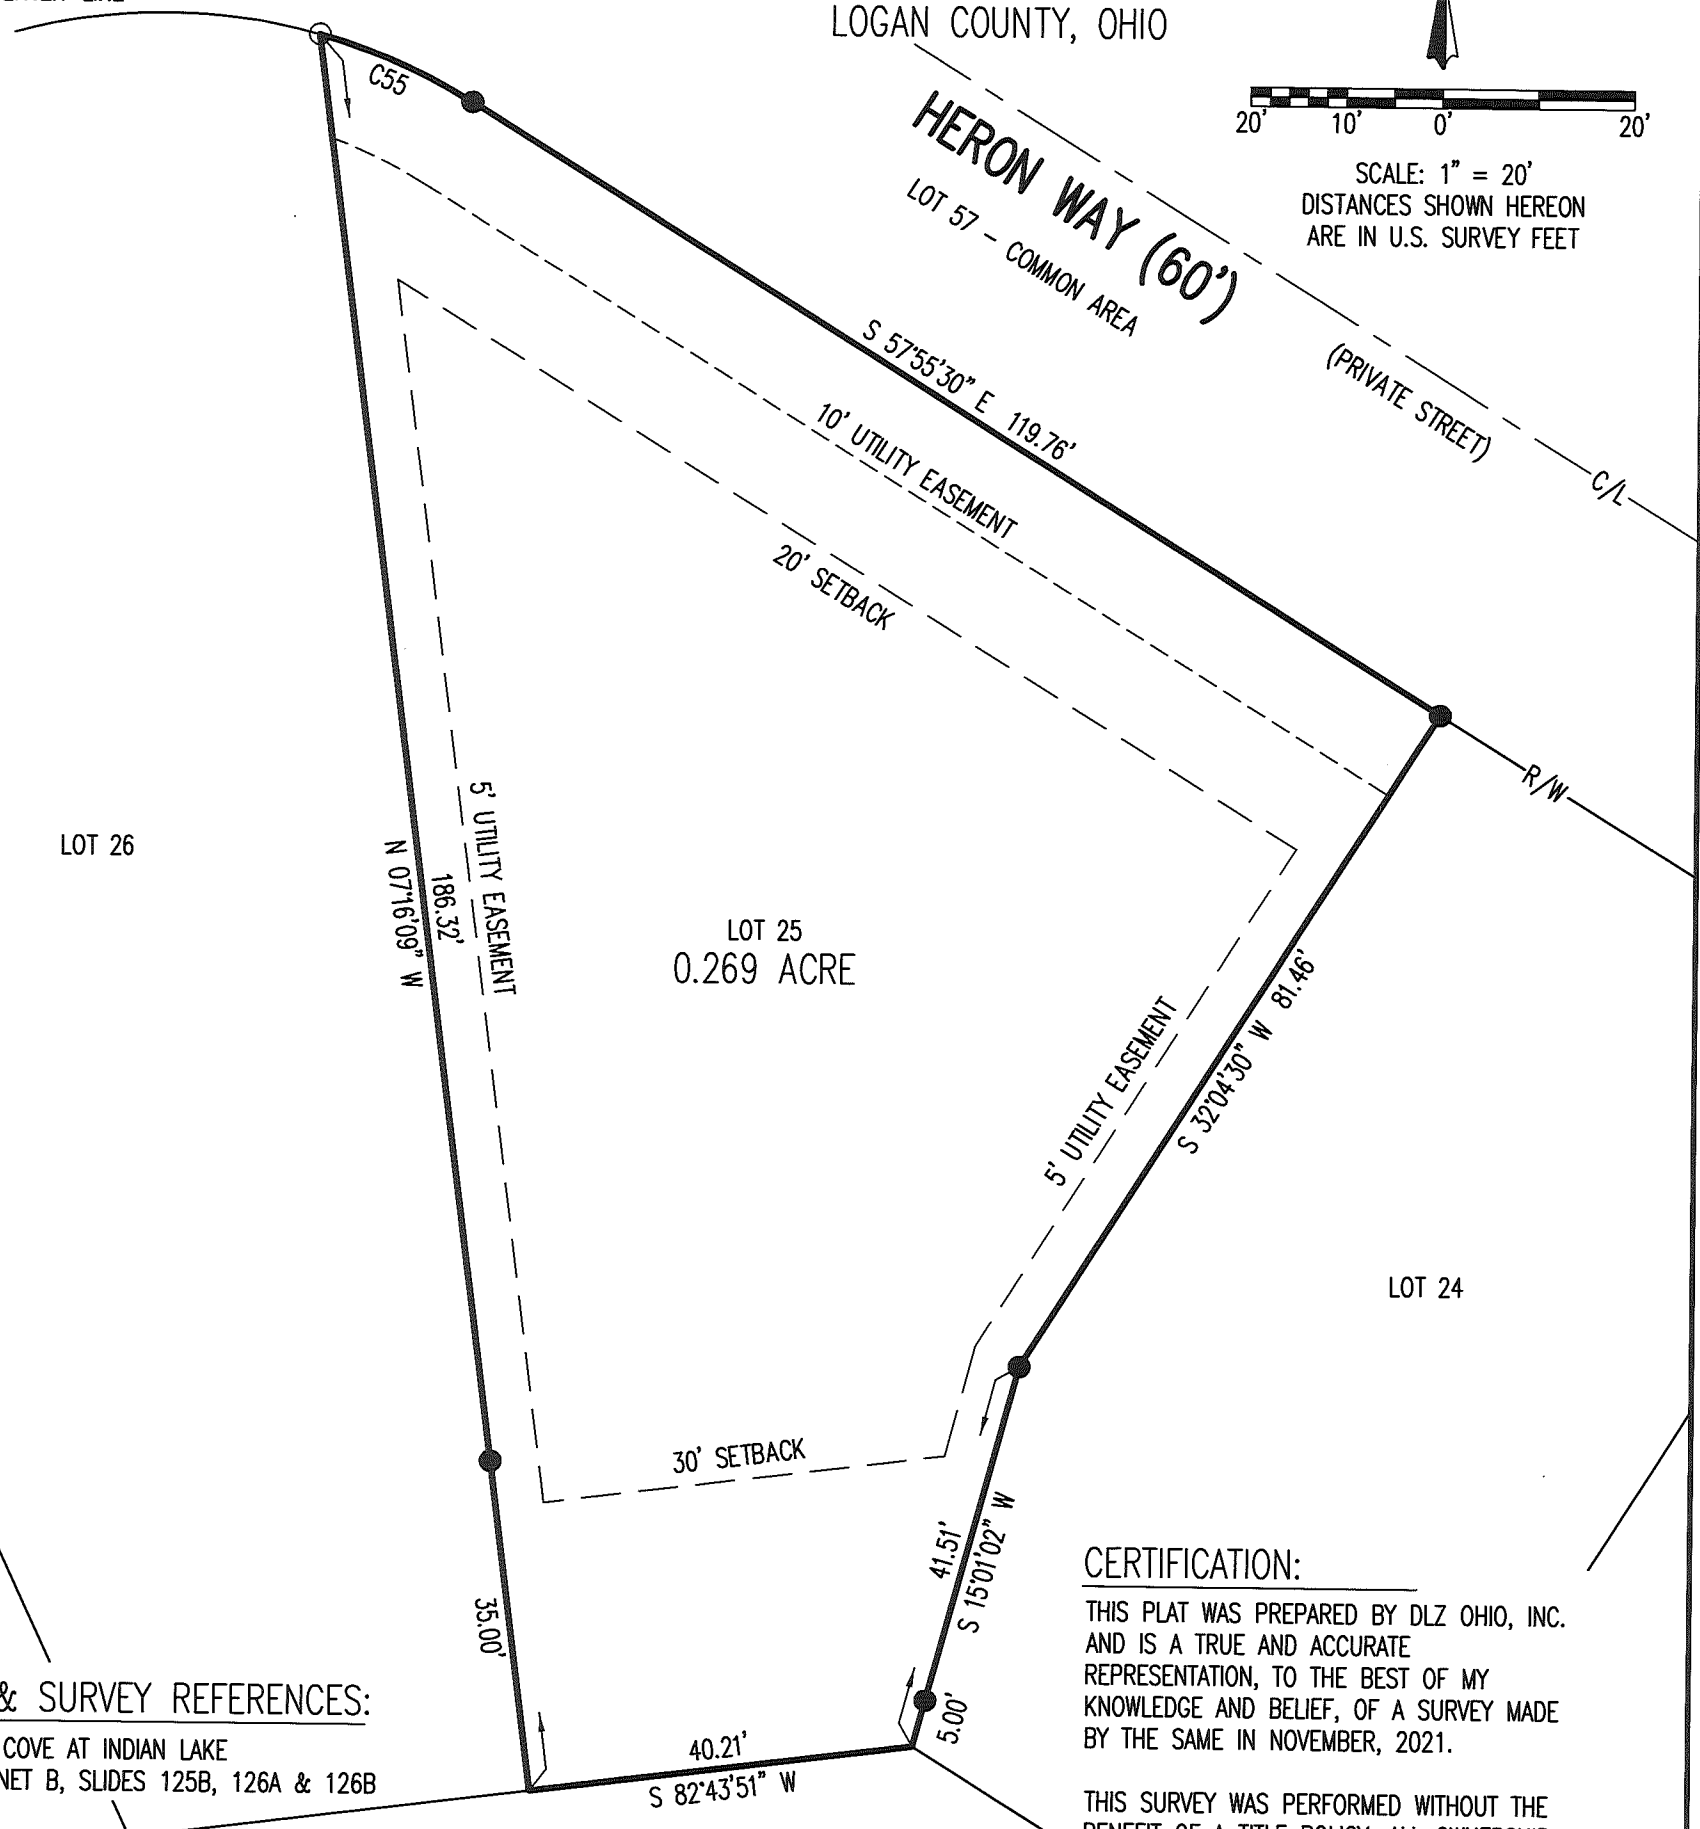 LOGAN COUNTY, OHIO
C55
HERON WAY (60')
LOT 57 - COMMON AREA
(PRIVATE STREET)
20' 10' 0' 20'
SCALE: 1" = 20'
DISTANCES SHOWN HEREON
ARE IN U.S. SURVEY FEET
S 57°55'30" E 119.76'
C/L
10' UTILITY EASEMENT
20' SETBACK
R/W
LOT 26
5' UTILITY EASEMENT
186.32'
N 07°16'09" W
LOT 25
0.269 ACRE
S 32°04'30" W 81.46'
5' UTILITY EASEMENT
LOT 24
30' SETBACK
41.51'
S 15°01'02" W
35.00'
5.00'
40.21'
S 82°43'51" W
& SURVEY REFERENCES:
COVE AT INDIAN LAKE
NET B, SLIDES 125B, 126A & 126B
CERTIFICATION:
THIS PLAT WAS PREPARED BY DLZ OHIO, INC.
AND IS A TRUE AND ACCURATE
REPRESENTATION, TO THE BEST OF MY
KNOWLEDGE AND BELIEF, OF A SURVEY MADE
BY THE SAME IN NOVEMBER, 2021.
THIS SURVEY WAS PERFORMED WITHOUT THE